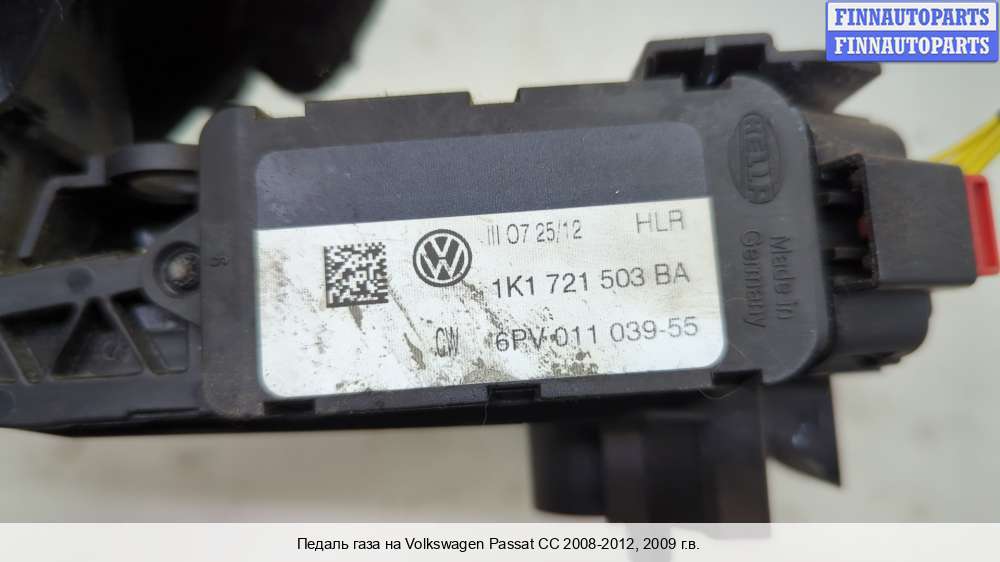 FINNAUTOPARTS
FINNAUTOPARTS
HELLA
III 07 25/12 HLR
1K1 721 503 BA
CW 6PV 011 039-55
Made in
Germany
Педаль газа на Volkswagen Passat CC 2008-2012, 2009 г.в.